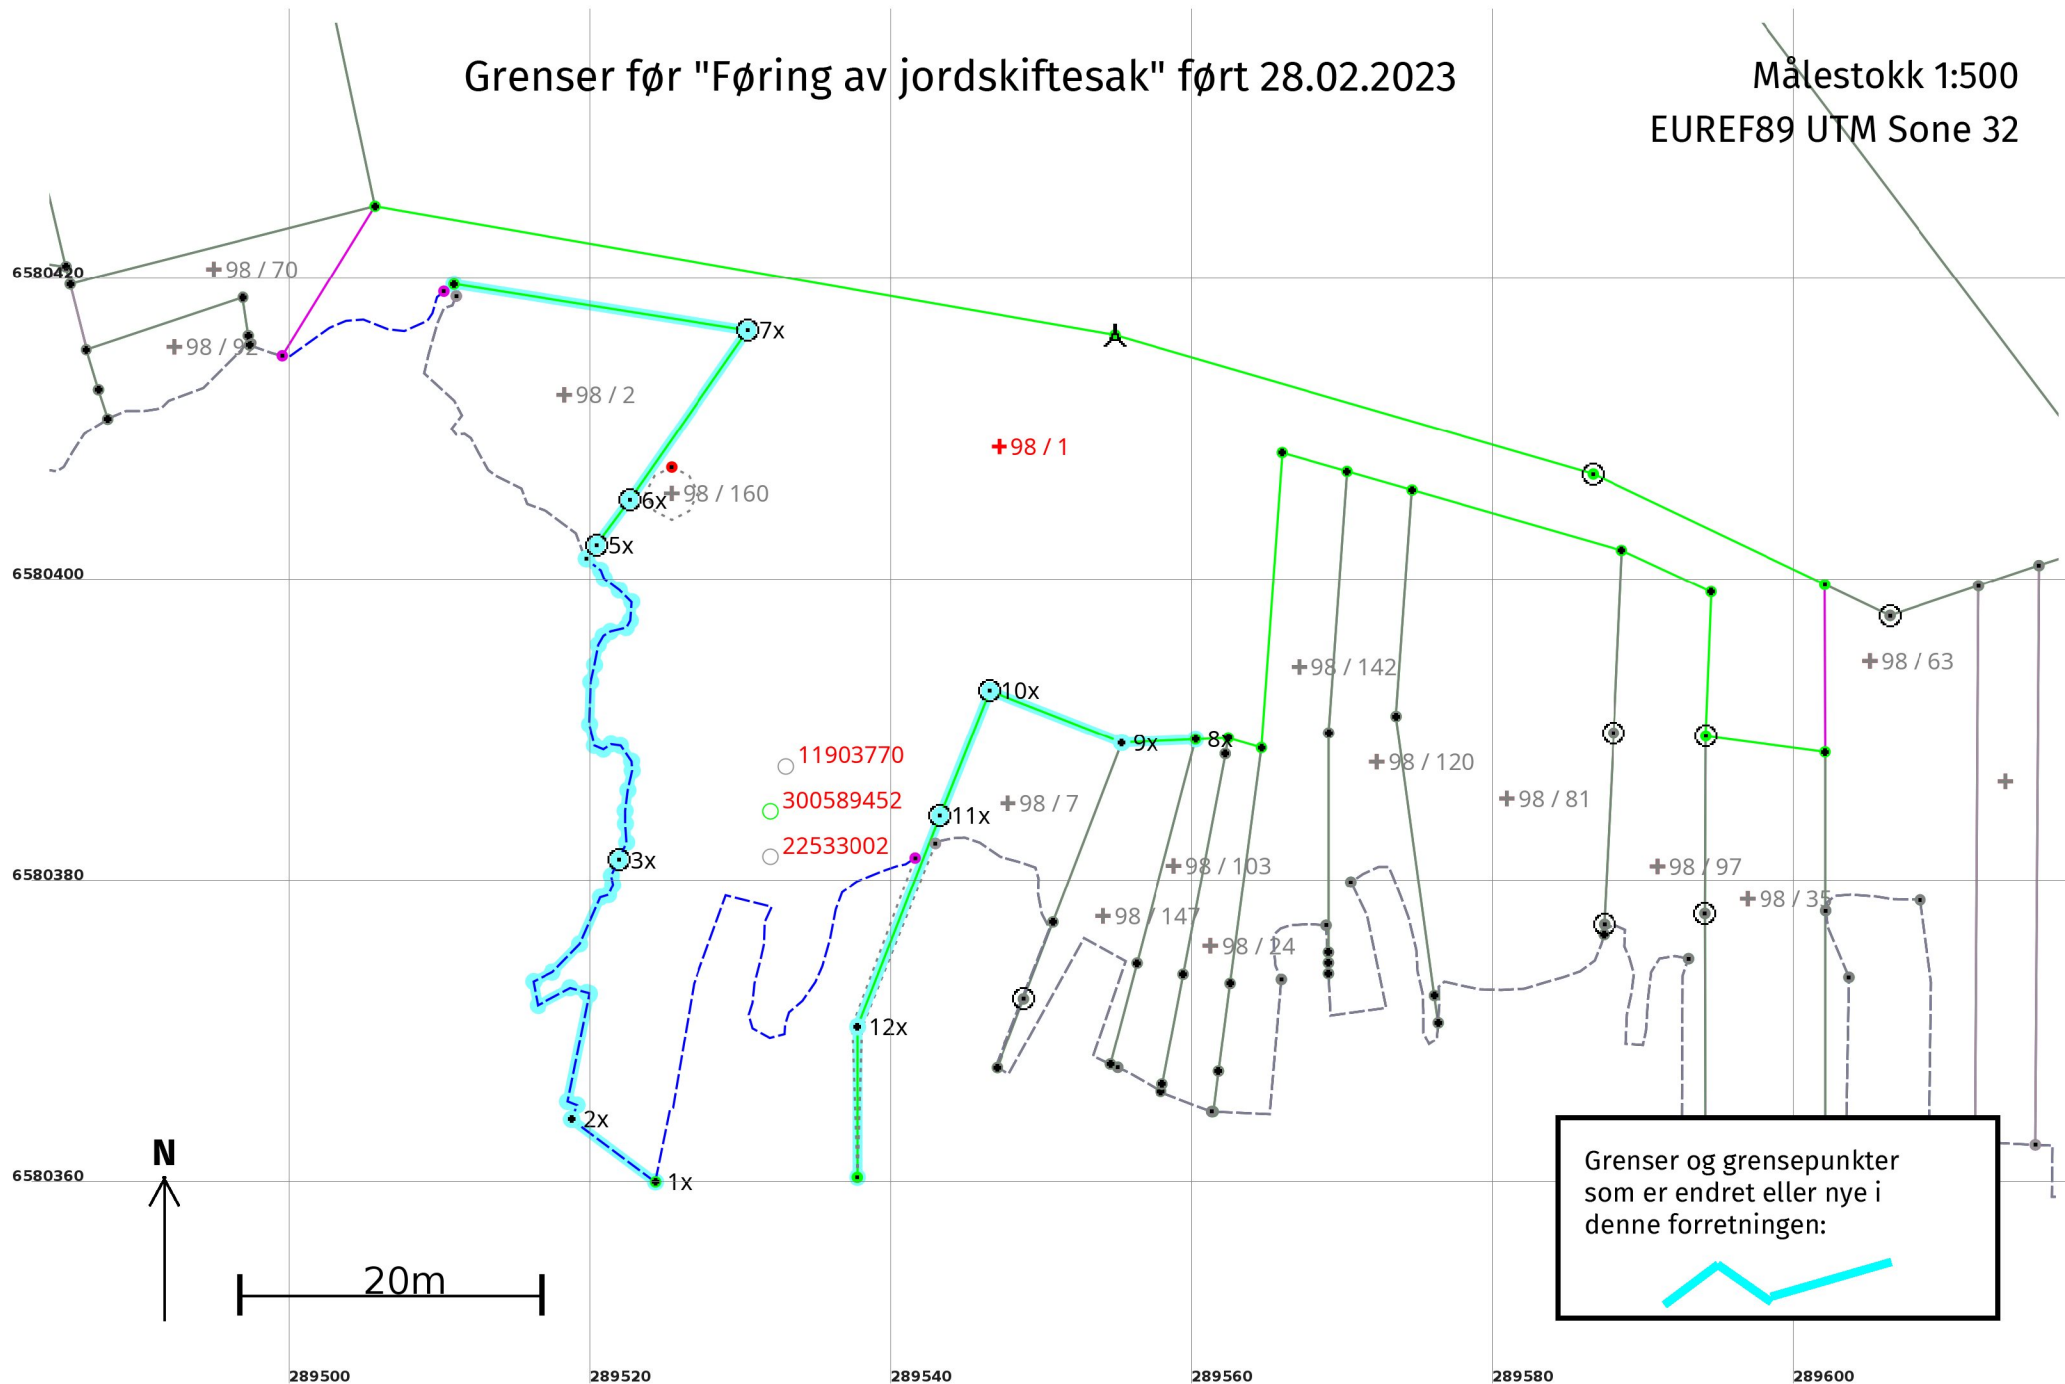 Grenser før "Føring av jordskiftesak" ført 28.02.2023
Målestokk 1:500
EUREF89 UTM Sone 32
6580420
98 / 70
98 / 92
7x
98 / 2
98 / 1
6x
98 / 160
5x
6580400
98 / 142
98 / 63
10x
9x
8x
11903770
98 / 120
300589452
98 / 7
98 / 81
11x
22533002
3x
98 / 103
98 / 97
6580380
98 / 35
98 / 147
98 / 24
12x
2x
N
1x
6580360
Grenser og grensepunkter
som er endret eller nye i
denne forretningen:
20m
289500
289520
289540
289560
289580
289600